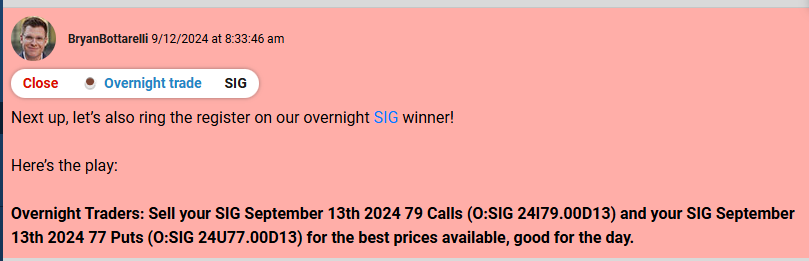 BryanBottarelli 9/12/2024 at 8:33:46 am
Close Overnight trade SIG
Next up, let’s also ring the register on our overnight SIG winner!
Here’s the play:
Overnight Traders: Sell your SIG September 13th 2024 79 Calls (O:SIG 24I79.00D13) and your SIG September
13th 2024 77 Puts (O:SIG 24U77.00D13) for the best prices available, good for the day.